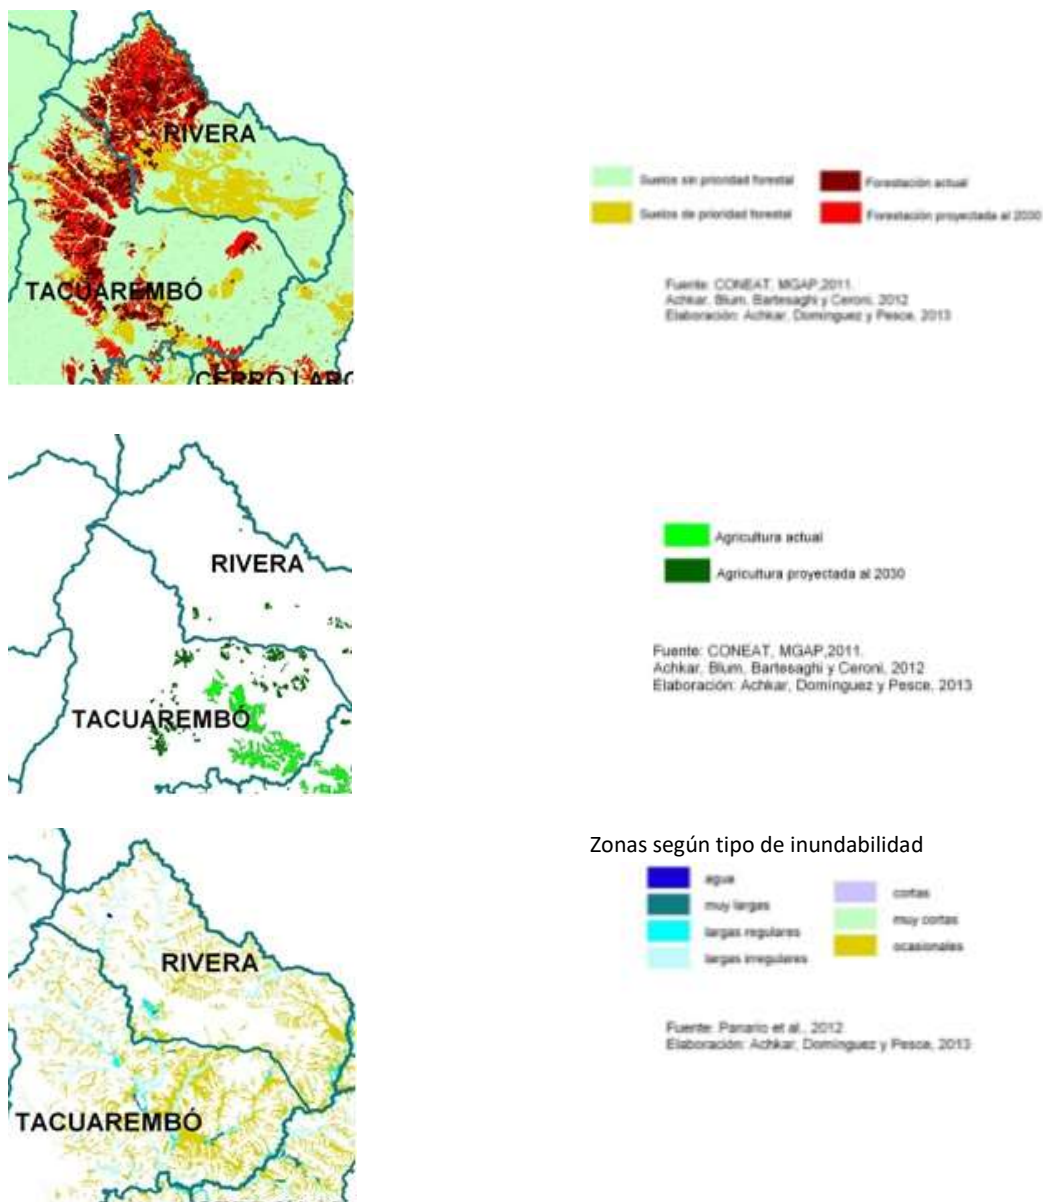 RIVERA
TACUAREMBÓ
CERRO LARG
Suelos sin prioridad forestal
Suelos de prioridad forestal
Forestación actual
Forestación proyectada al 2030
Fuente: CONEAT, MGAP,2011.
Achkar, Blum, Bartesaghi y Ceroni, 2012
Elaboración: Achkar, Domínguez y Pesce, 2013
RIVERA
TACUAREMBÓ
Agricultura actual
Agricultura proyectada al 2030
Fuente: CONEAT, MGAP,2011.
Achkar, Blum, Bartesaghi y Ceroni, 2012
Elaboración: Achkar, Domínguez y Pesce, 2013
RIVERA
TACUAREMBÓ
Zonas según tipo de inundabilidad
agua
muy largas
largas regulares
largas irregulares
cortas
muy cortas
ocasionales
Fuente: Panario et al., 2012
Elaboración: Achkar, Domínguez y Pesce, 2013